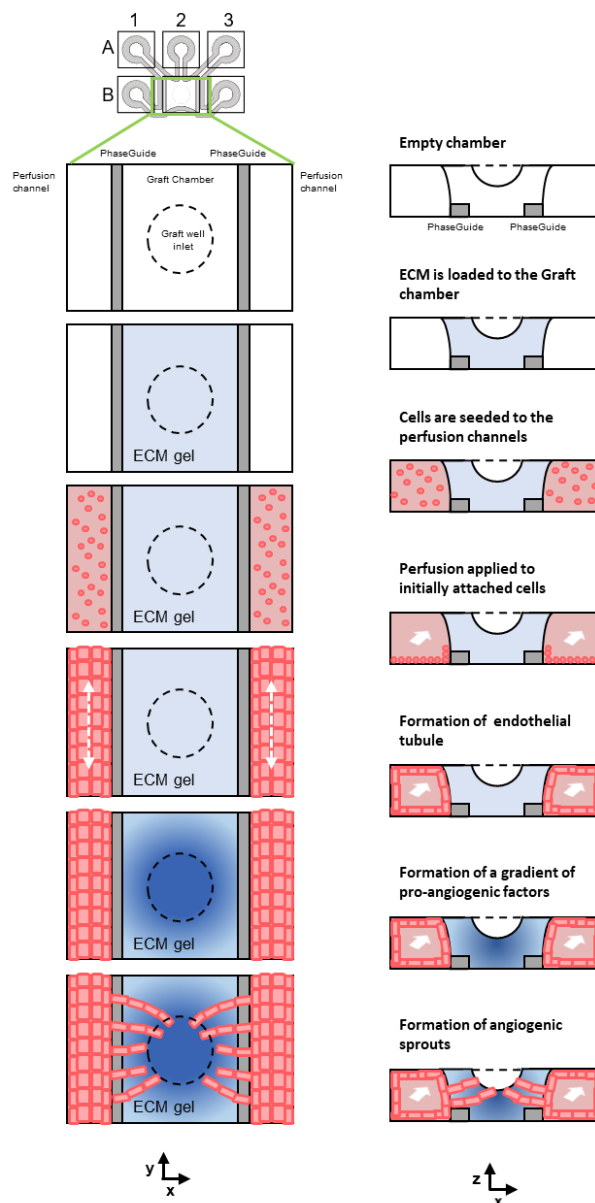 1 2 3
A
B
PhaseGuide PhaseGuide
Perfusion channel
Graft Chamber
Perfusion channel
Graft well inlet
Empty chamber
PhaseGuide PhaseGuide
ECM is loaded to the Graft
chamber
ECM gel
Cells are seeded to the
perfusion channels
ECM gel
Perfusion applied to
initially attached cells
ECM gel
Formation of endothelial
tubule
ECM gel
Formation of a gradient of
pro-angiogenic factors
Formation of angiogenic
sprouts
ECM gel
y
x
z
x